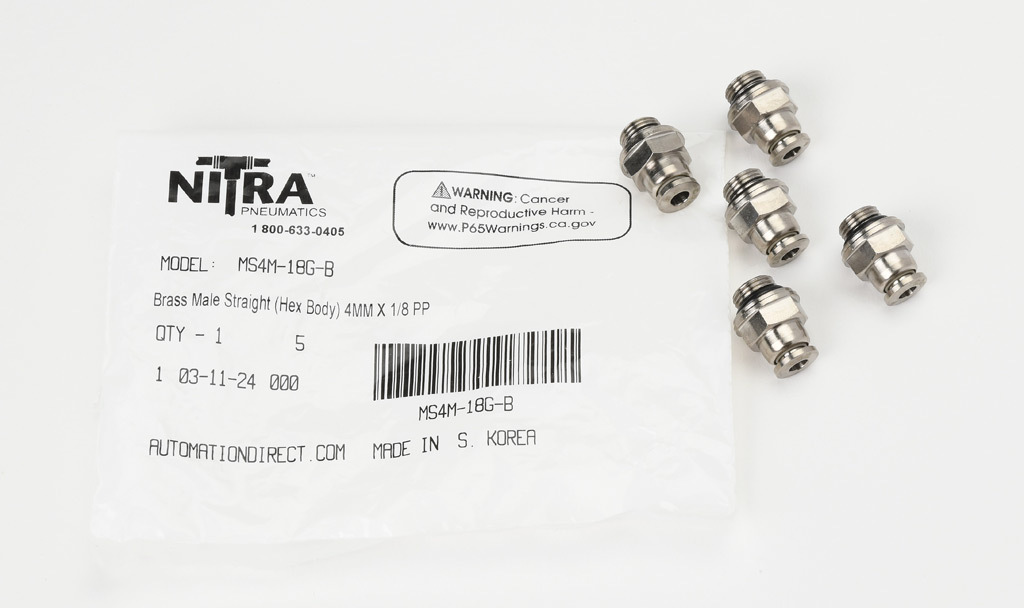 NITRA™
PNEUMATICS
1 800-633-0405
⚠WARNING: Cancer
and Reproductive Harm -
www.P65Warnings.ca.gov
MODEL: MS4M-18G-B
Brass Male Straight (Hex Body) 4MM X 1/8 PP
QTY - 1 5
1 03-11-24 000
MS4M-18G-B
AUTOMATIONDIRECT.COM MADE IN S. KOREA